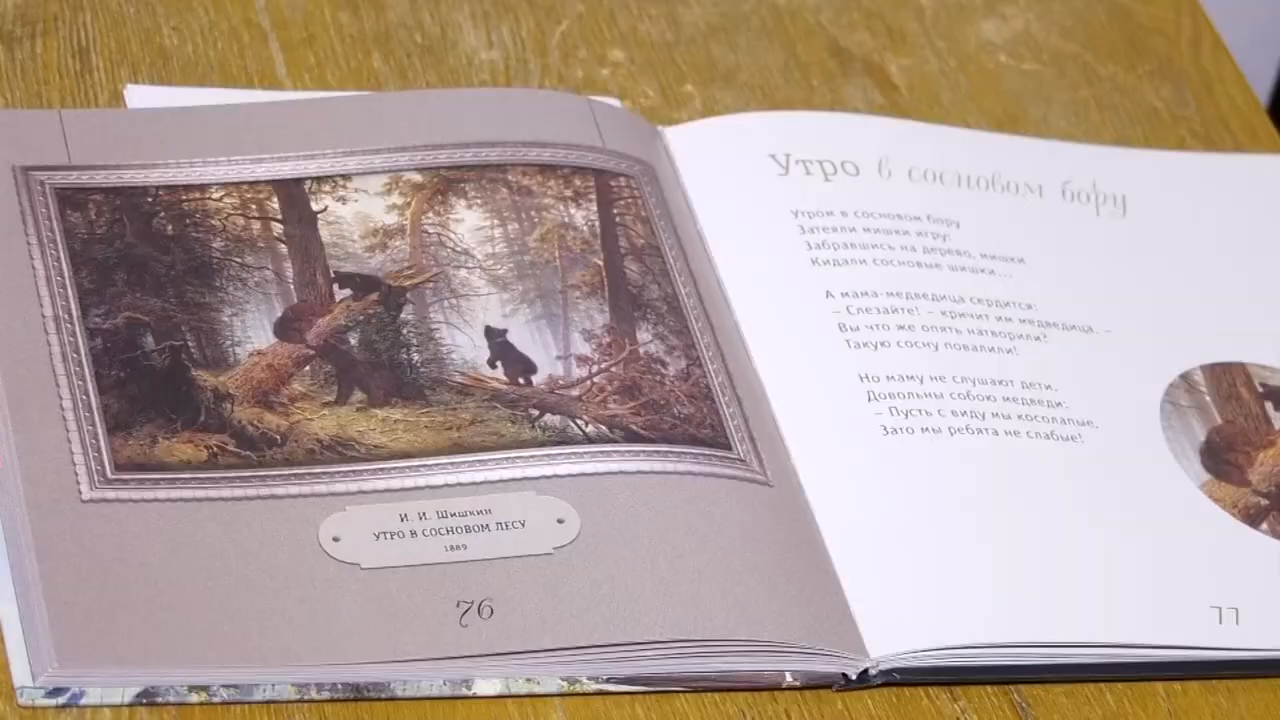 И. И. Шишкин
УТРО В СОСНОВОМ ЛЕСУ
1889
76
Утро в сосновом бору
Утром в сосновом бору
Затеяли мишки игру:
Забравшись на дерево, мишки
Кидали сосновые шишки...
А мама-медведица сердится:
– Слезайте! – кричит им медведица. –
Вы что же опять натворили?
Такую сосну повалили!
Но маму не слушают дети,
Довольны собою медведи:
– Пусть с виду мы косолапые,
Зато мы ребята не слабые!
77